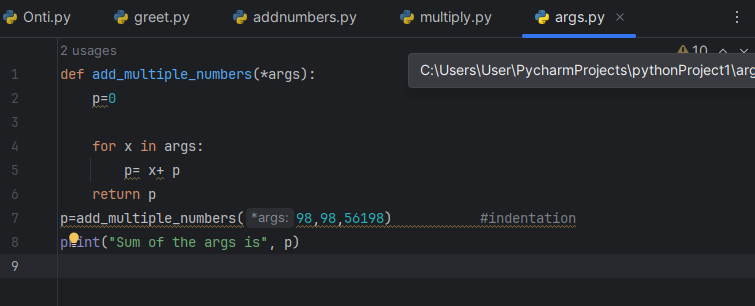 Onti.py greet.py addnumbers.py multiply.py args.py
2 usages 10
C:\Users\User\PycharmProjects\pythonProject1\arg
1 def add_multiple_numbers(*args):
2 p=0
3
4 for x in args:
5 p= x+ p
6 return p
7 p=add_multiple_numbers( *args: 98,98,56198) #indentation
8 print("Sum of the args is", p)
9